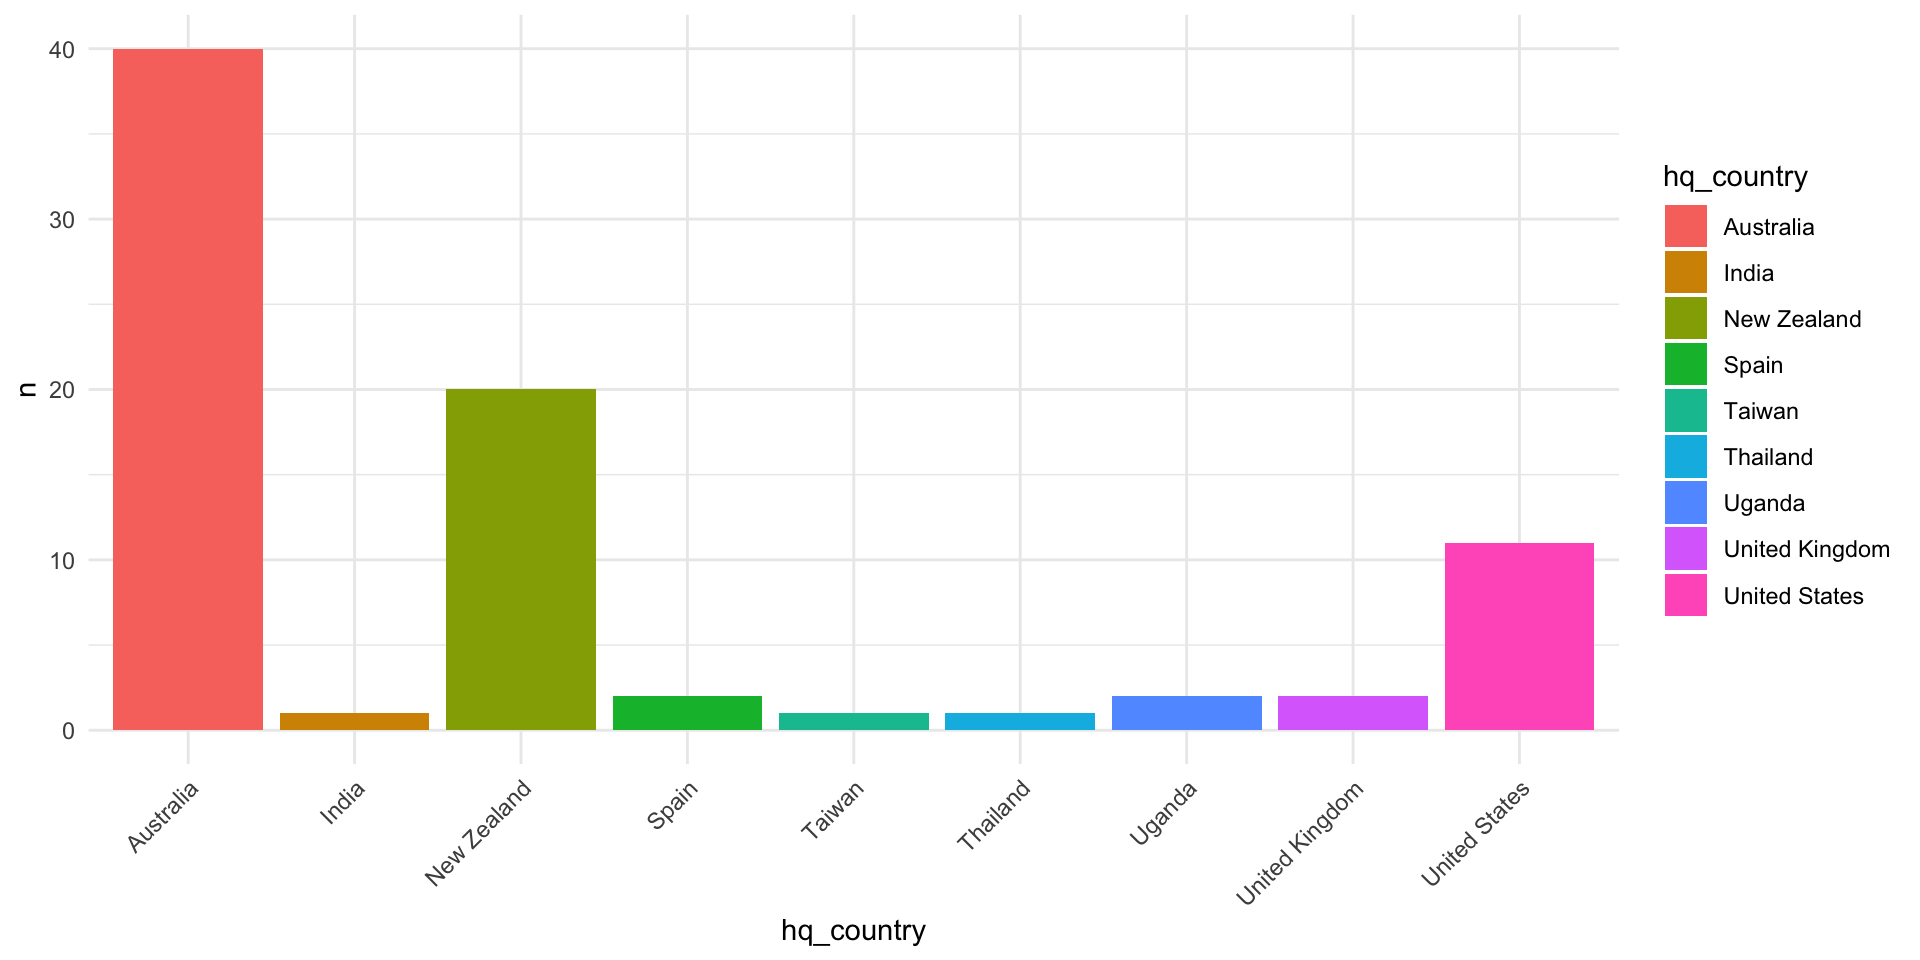 40
30
20
10
0
n
Australia
India
New Zealand
Spain
Taiwan
Thailand
Uganda
United Kingdom
United States
hq_country
hq_country
Australia
India
New Zealand
Spain
Taiwan
Thailand
Uganda
United Kingdom
United States